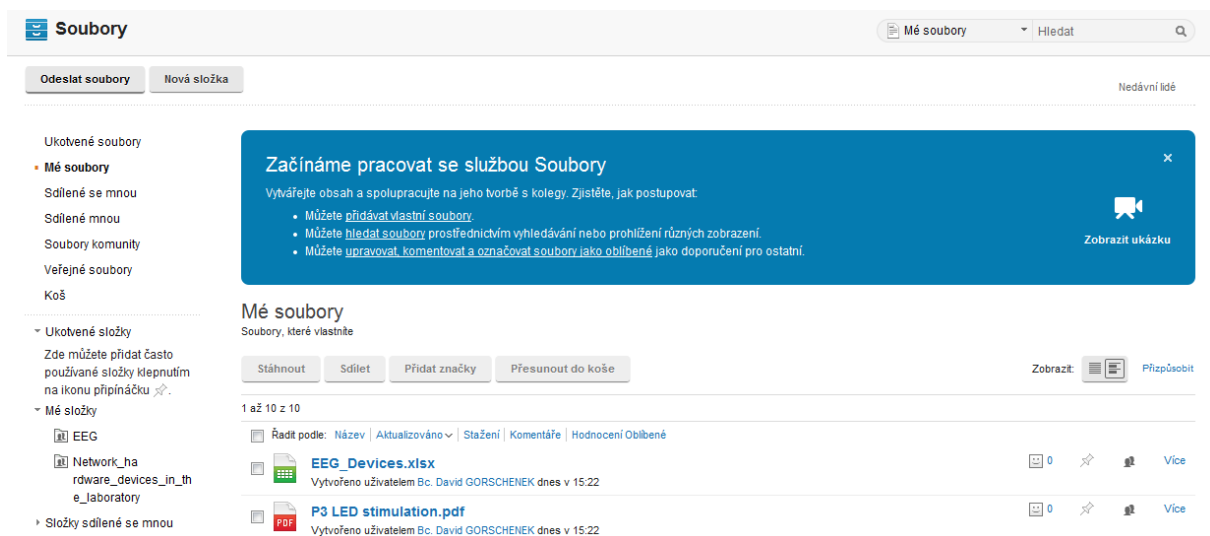 Soubory
Mé soubory
Hledat
Odeslat soubory
Nová složka
Nedávní lidé
Ukotvené soubory
Mé soubory
Sdílené se mnou
Sdílené mnou
Soubory komunity
Veřejné soubory
Koš
Ukotvené složky
Zde můžete přidat často
používané složky klepnutím
na ikonu připínáčku .
Mé složky
EEG
Network_ha
rdware_devices_in_th
e_laboratory
Složky sdílené se mnou
Začínáme pracovat se službou Soubory
Vytvářejte obsah a spolupracujte na jeho tvorbě s kolegy. Zjistěte, jak postupovat:
• Můžete přidávat vlastní soubory.
• Můžete hledat soubory prostřednictvím vyhledávání nebo prohlížení různých zobrazení.
• Můžete upravovat, komentovat a označovat soubory jako oblíbené jako doporučení pro ostatní.
Zobrazit ukázku
Mé soubory
Soubory, které vlastníte
Stáhnout
Sdílet
Přidat značky
Přesunout do koše
Zobrazit:
Přizpůsobit
1 až 10 z 10
Řadit podle: Název | Aktualizováno | Stažení | Komentáře | Hodnocení Oblíbené
EEG_Devices.xlsx
Vytvořeno uživatelem Bc. David GORSCHENEK dnes v 15:22
0
Více
PDF
P3 LED stimulation.pdf
Vytvořeno uživatelem Bc. David GORSCHENEK dnes v 15:22
0
Více